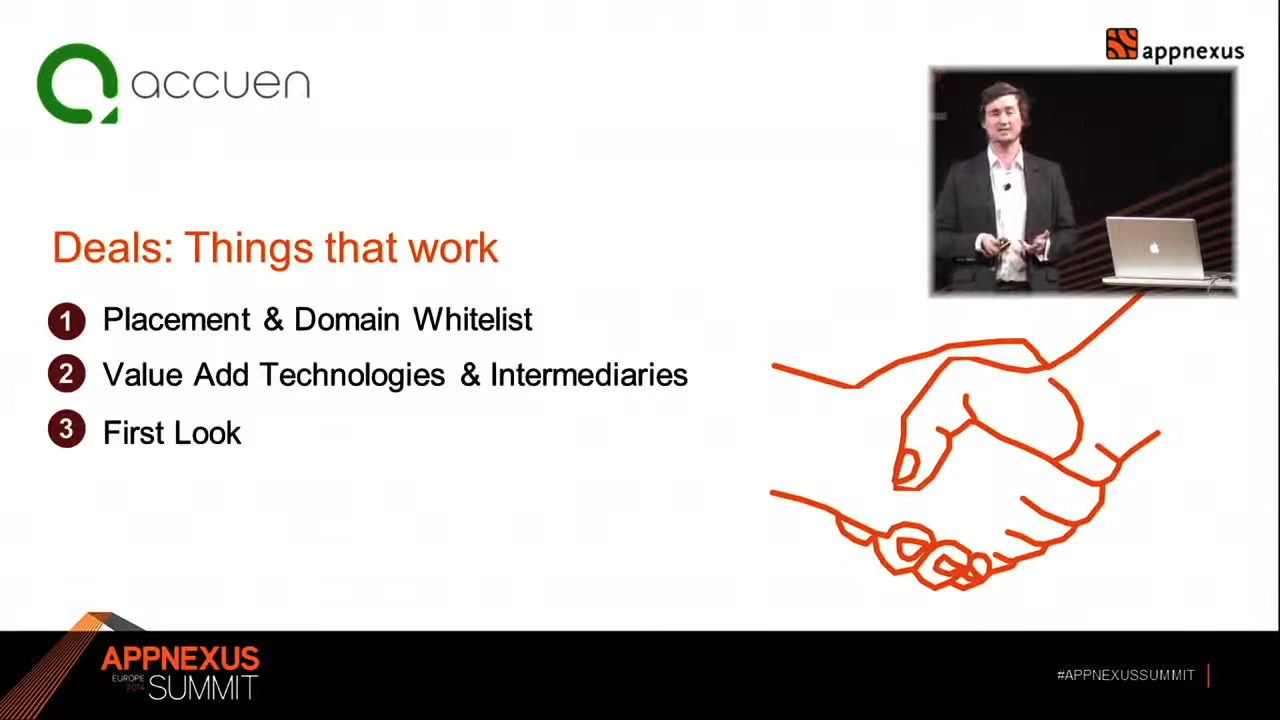 accuen
appnexus
Deals: Things that work
1 Placement & Domain Whitelist
2 Value Add Technologies & Intermediaries
3 First Look
APPNEXUS
EUROPE 2014 SUMMIT
#APPNEXUSSUMMIT